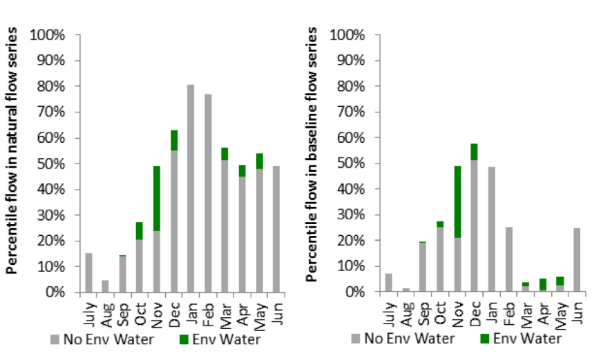 Percentile flow in natural flow series
100%
90%
80%
70%
60%
50%
40%
30%
20%
10%
0%
July
Aug
Sep
Oct
Nov
Dec
Jan
Feb
Mar
Apr
May
Jun
No Env Water
Env Water
Percentile flow in baseline flow series
100%
90%
80%
70%
60%
50%
40%
30%
20%
10%
0%
July
Aug
Sep
Oct
Nov
Dec
Jan
Feb
Mar
Apr
May
Jun
No Env Water
Env Water